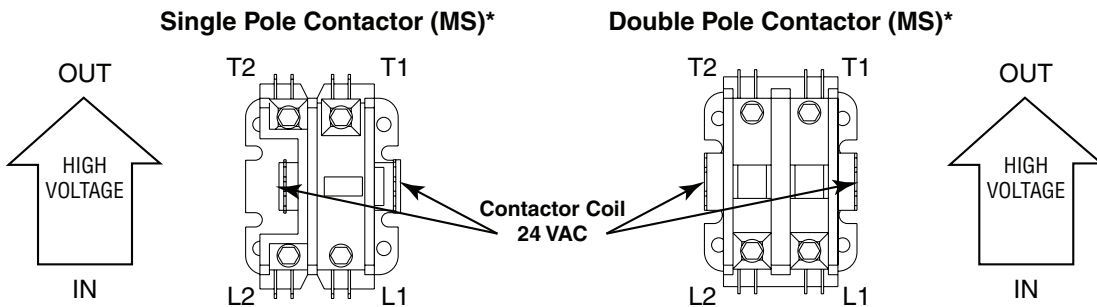 Single Pole Contactor (MS)*
Double Pole Contactor (MS)*
OUT
T2
T1
T2
T1
OUT
HIGH
VOLTAGE
HIGH
VOLTAGE
Contactor Coil
24 VAC
IN
L2
L1
L2
L1
IN